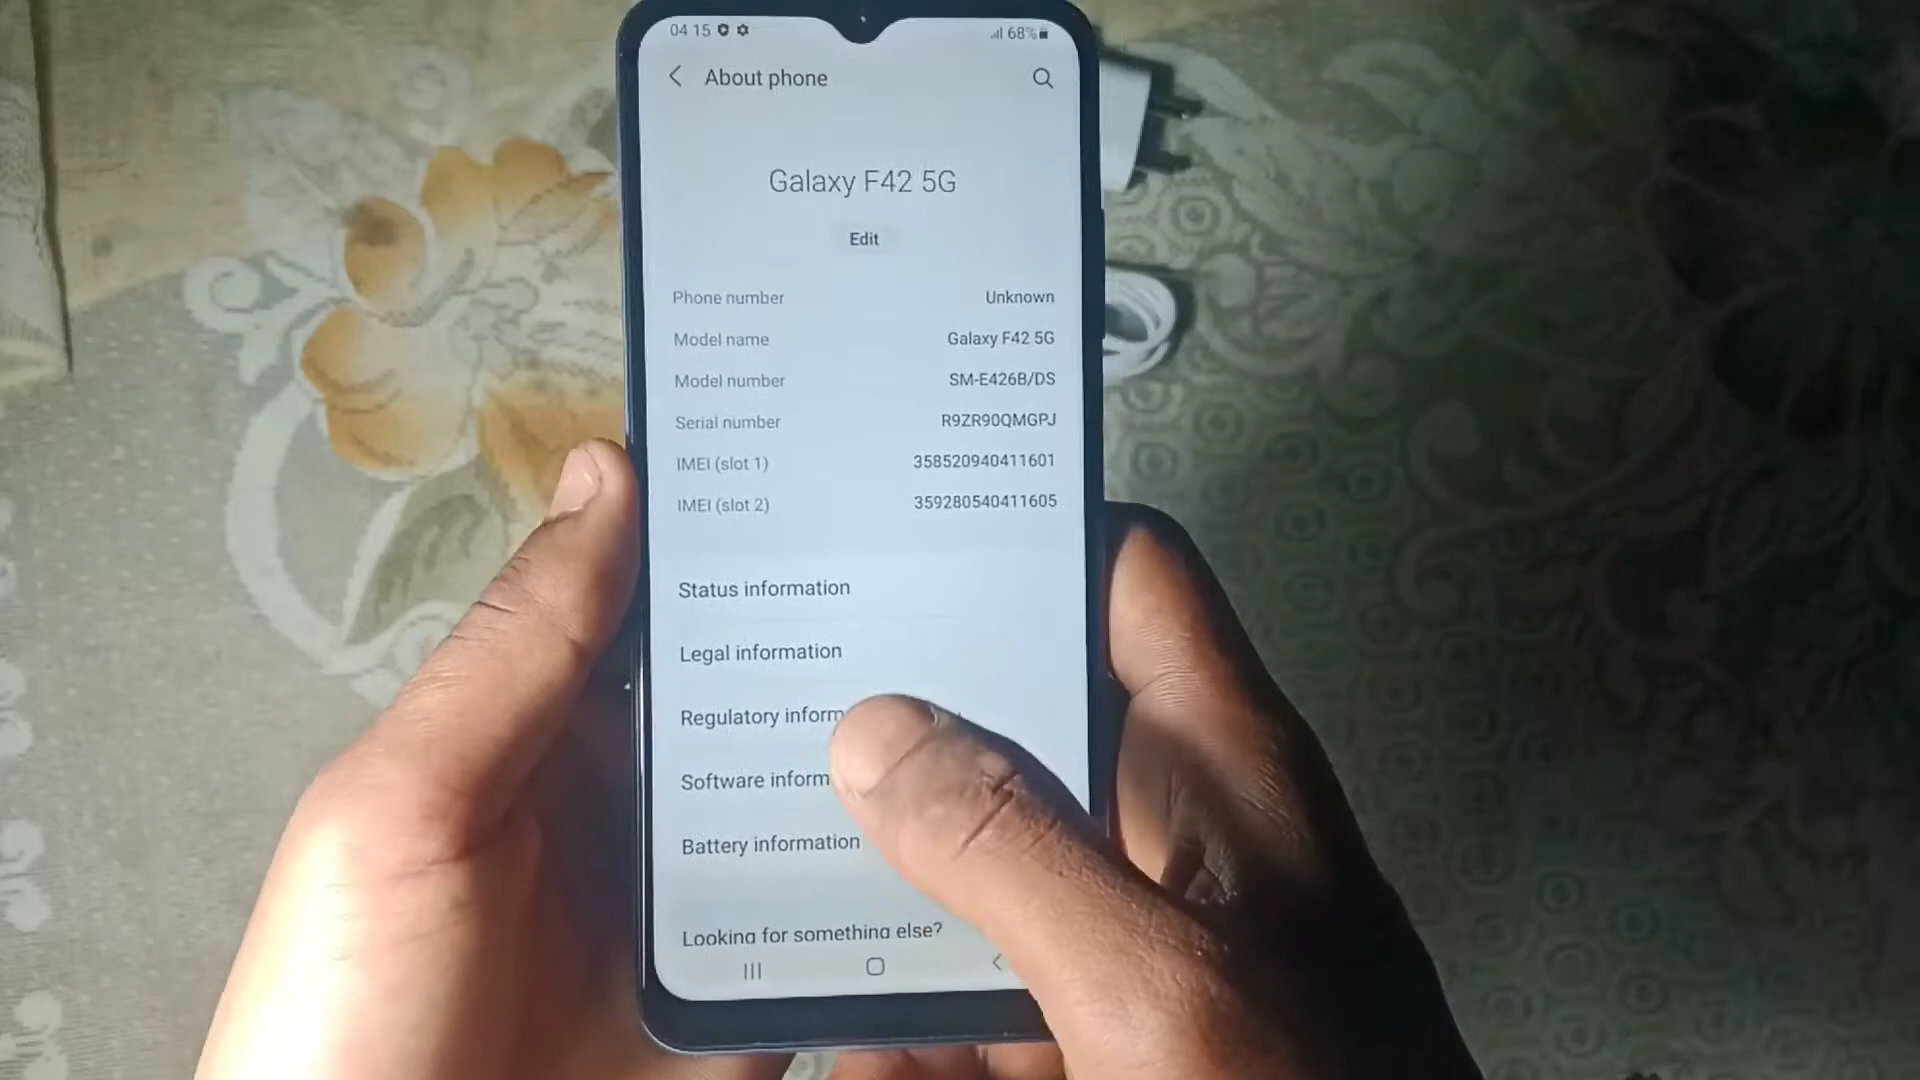 04 15 68%
About phone
Galaxy F42 5G
Edit
Phone number Unknown
Model name Galaxy F42 5G
Model number SM-E426B/DS
Serial number R9ZR90QMGPJ
IMEI (slot 1) 358520940411601
IMEI (slot 2) 359280540411605
Status information
Legal information
Regulatory inform
Software inform
Battery information
Looking for something else?